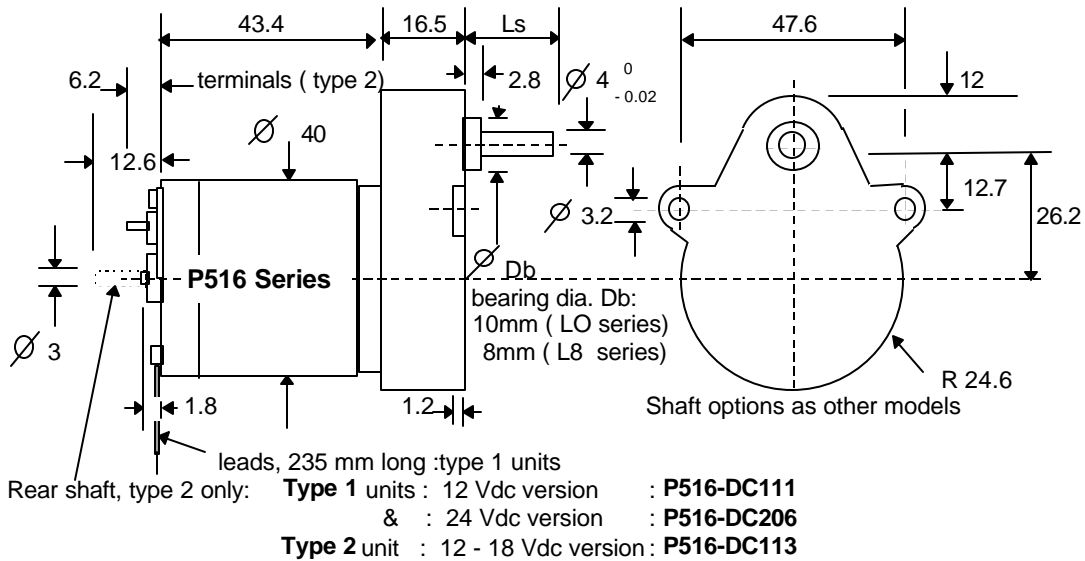 43.4
16.5
Ls
47.6
6.2
terminals ( type 2)
2.8
Ø 4 0 - 0.02
12
Ø 40
12.6
12.7
Ø 3.2
26.2
P516 Series
Ø Db
bearing dia. Db:
10mm ( LO series)
8mm ( L8 series)
Ø 3
R 24.6
1.8
1.2
Shaft options as other models
leads, 235 mm long :type 1 units
Rear shaft, type 2 only: Type 1 units : 12 Vdc version : P516-DC111
& : 24 Vdc version : P516-DC206
Type 2 unit : 12 - 18 Vdc version : P516-DC113